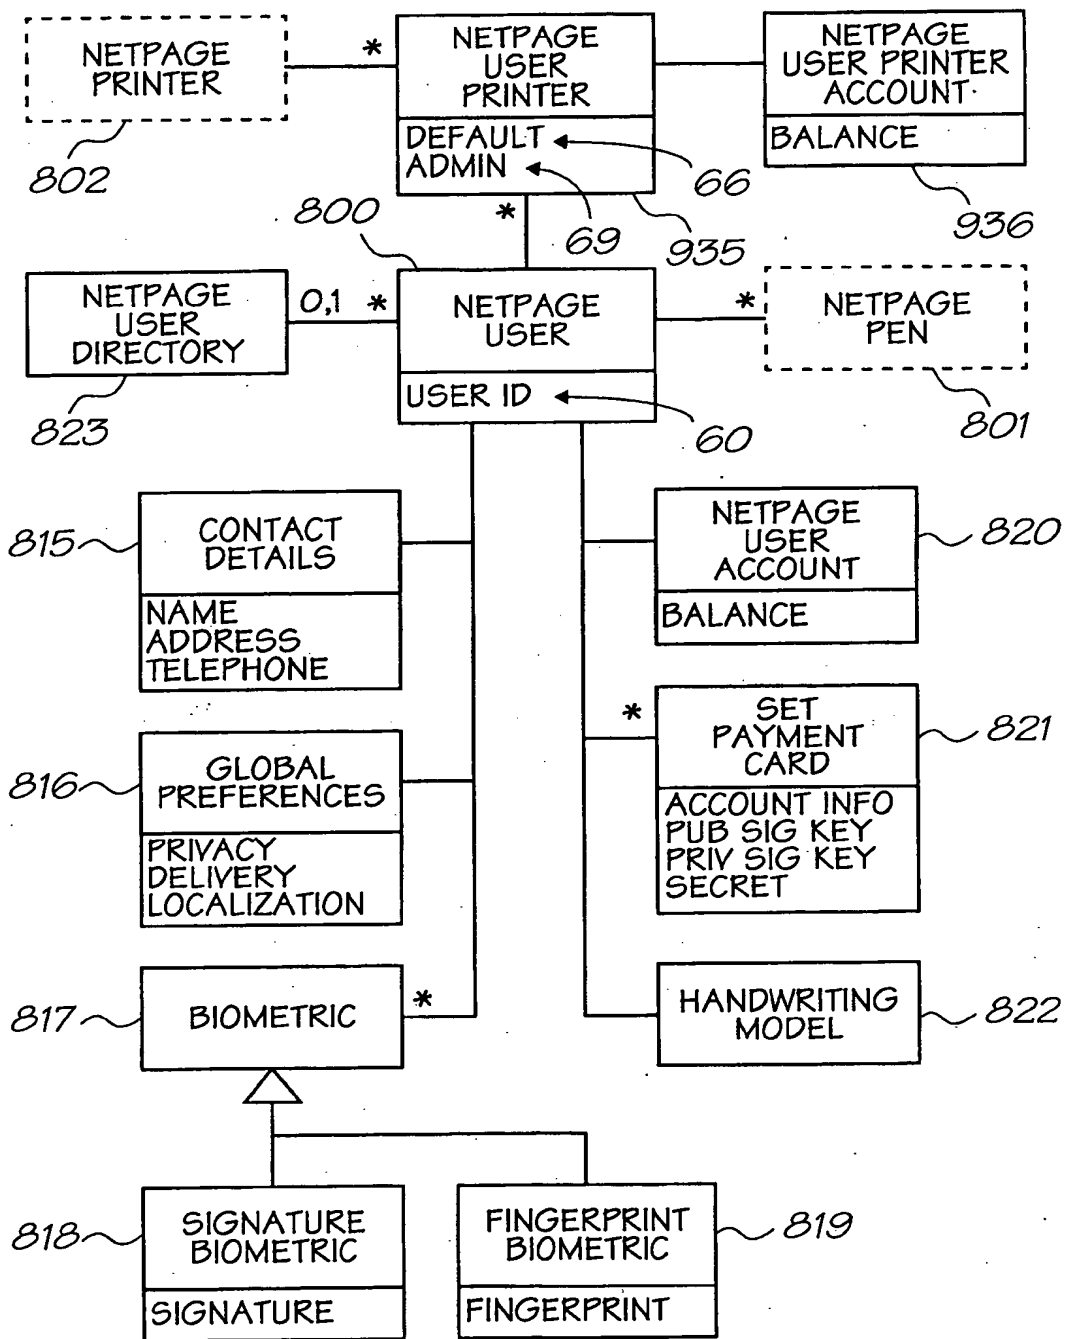 NETPAGE
PRINTER
802
*
NETPAGE
USER
PRINTER
DEFAULT
ADMIN
66
69
935
NETPAGE
USER PRINTER
ACCOUNT
BALANCE
936
*
800
NETPAGE
USER
DIRECTORY
823
0,1
*
NETPAGE
USER
USER ID
60
*
NETPAGE
PEN
801
815
CONTACT
DETAILS
NAME
ADDRESS
TELEPHONE
NETPAGE
USER
ACCOUNT
BALANCE
820
816
GLOBAL
PREFERENCES
PRIVACY
DELIVERY
LOCALIZATION
*
SET
PAYMENT
CARD
ACCOUNT INFO
PUB SIG KEY
PRIV SIG KEY
SECRET
821
817
BIOMETRIC
*
HANDWRITING
MODEL
822
818
SIGNATURE
BIOMETRIC
SIGNATURE
FINGERPRINT
BIOMETRIC
FINGERPRINT
819